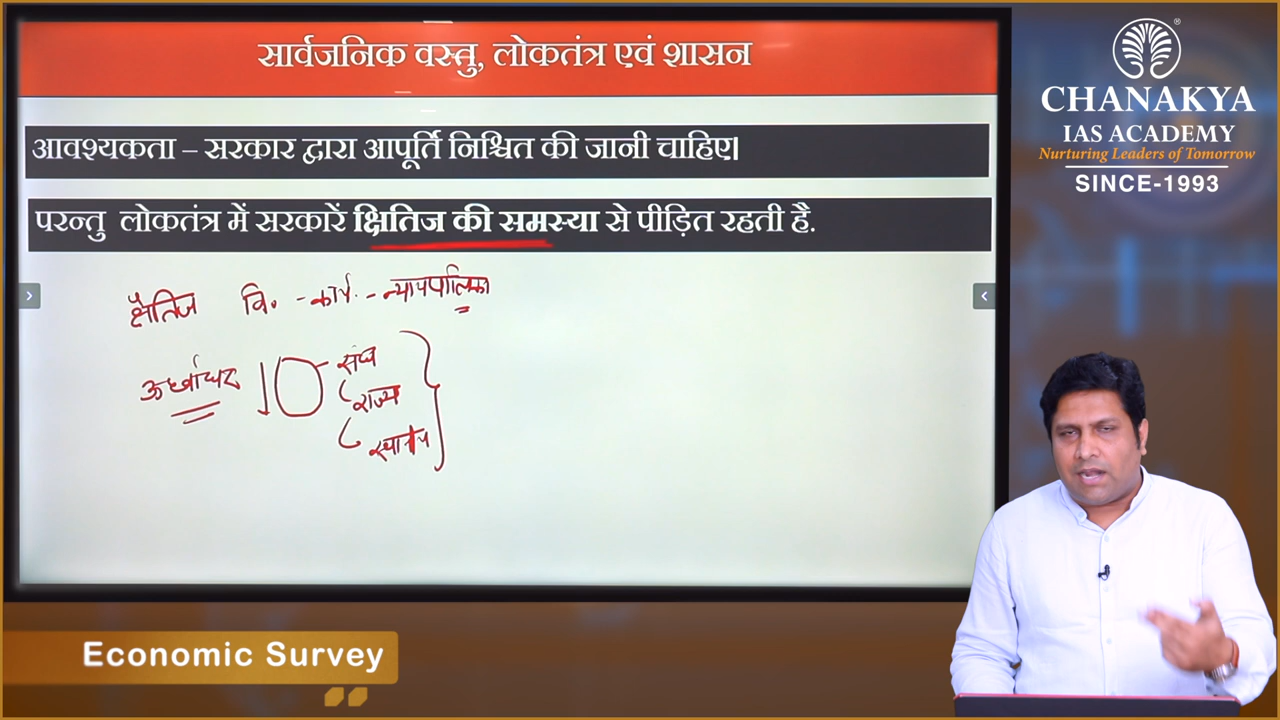 सार्वजनिक वस्तु, लोकतंत्र एवं शासन
आवश्यकता – सरकार द्वारा आपूर्ति निश्चित की जानी चाहिए।
परन्तु लोकतंत्र में सरकारें क्षितिज की समस्या से पीड़ित रहती है.
क्षैतिज वि. - कार्य. - न्यायपालिका
ऊर्ध्वाधर संघ
राज्य
स्थानीय
CHANAKYA
IAS ACADEMY
Nurturing Leaders of Tomorrow
SINCE-1993
Economic Survey